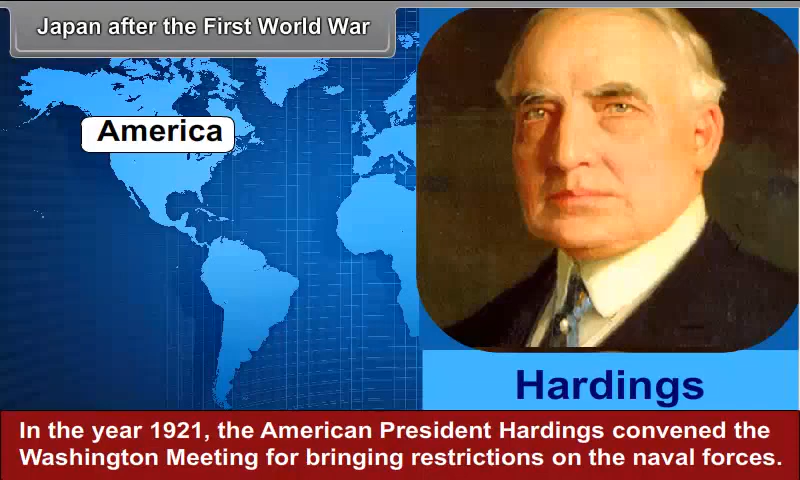 Japan after the First World War
America
Hardings
In the year 1921, the American President Hardings convened the
Washington Meeting for bringing restrictions on the naval forces.